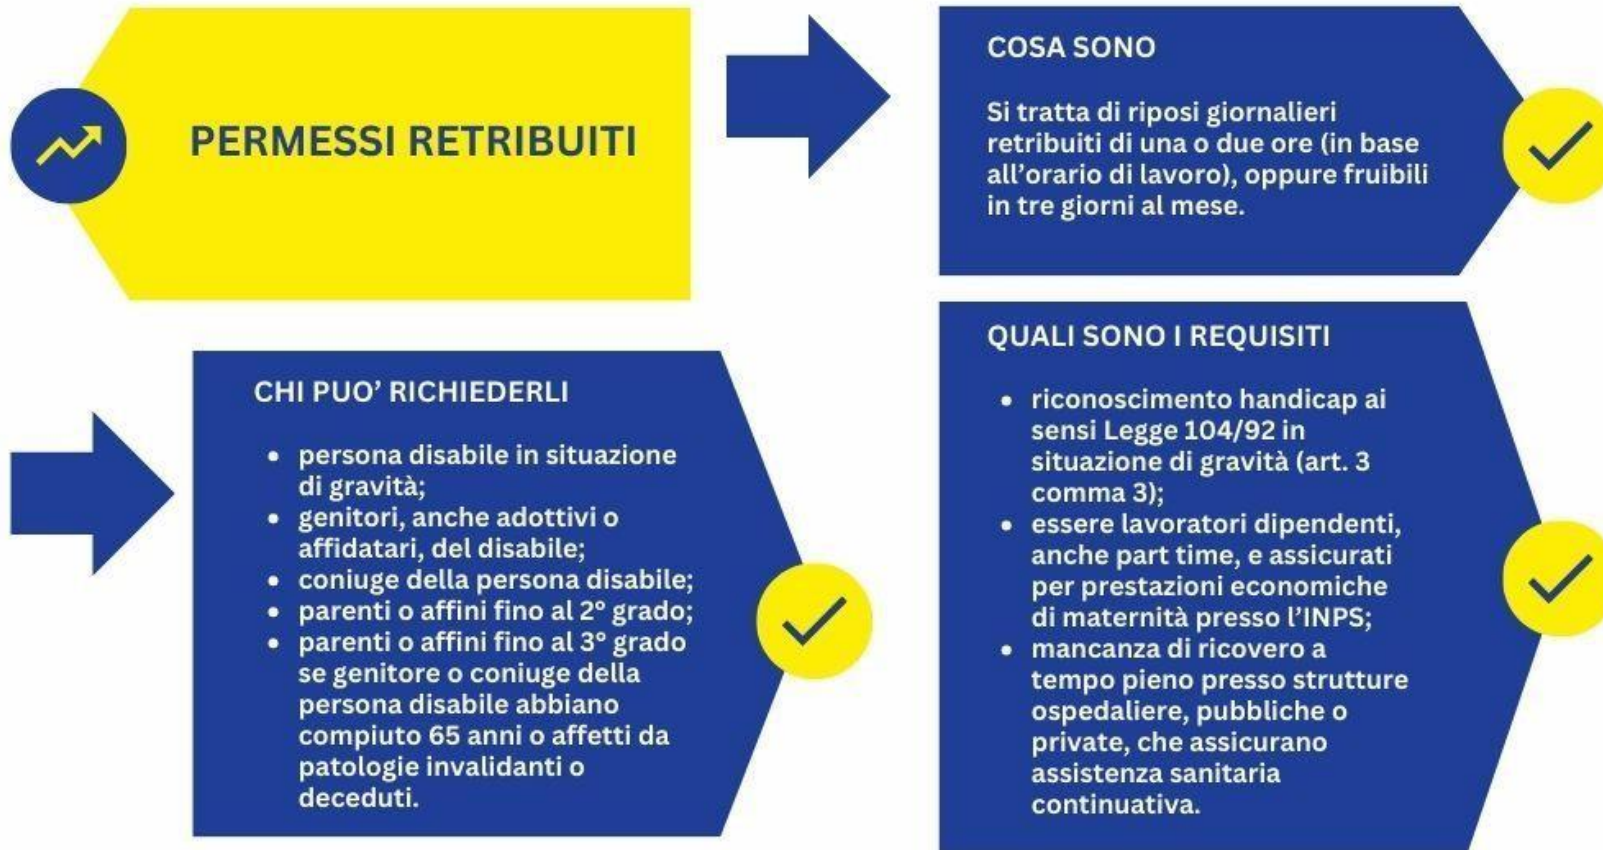 PERMESSI RETRIBUITI
COSA SONO
Si tratta di riposi giornalieri
retribuiti di una o due ore (in base
all’orario di lavoro), oppure fruibili
in tre giorni al mese.
CHI PUO’ RICHIEDERLI
• persona disabile in situazione
di gravità;
• genitori, anche adottivi o
affidatari, del disabile;
• coniuge della persona disabile;
• parenti o affini fino al 2° grado;
• parenti o affini fino al 3° grado
se genitore o coniuge della
persona disabile abbiano
compiuto 65 anni o affetti da
patologie invalidanti o
deceduti.
QUALI SONO I REQUISITI
• riconoscimento handicap ai
sensi Legge 104/92 in
situazione di gravità (art. 3
comma 3);
• essere lavoratori dipendenti,
anche part time, e assicurati
per prestazioni economiche
di maternità presso l’INPS;
• mancanza di ricovero a
tempo pieno presso strutture
ospedaliere, pubbliche o
private, che assicurano
assistenza sanitaria
continuativa.